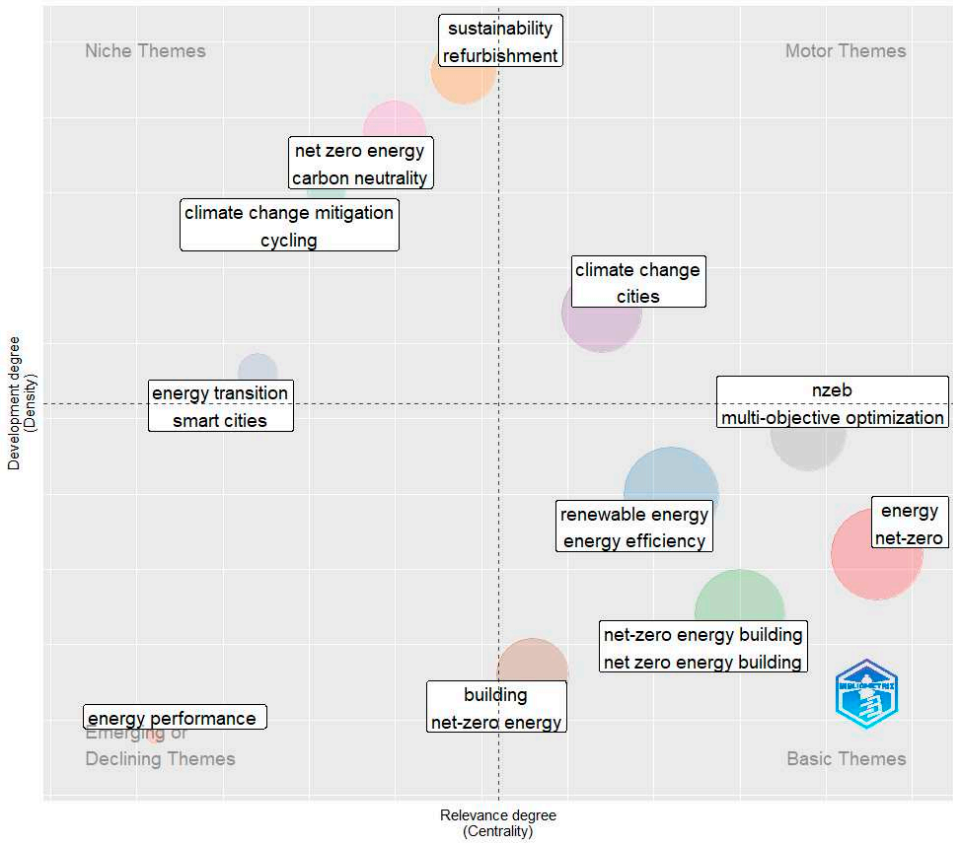 sustainability
refurbishment
Niche Themes
Motor Themes
net zero energy
carbon neutrality
climate change mitigation
cycling
climate change
cities
energy transition
smart cities
nzeb
multi-objective optimization
Development degree
(Density)
renewable energy
energy efficiency
energy
net-zero
net-zero energy building
net zero energy building
building
net-zero energy
BIBLIOMETRIX
energy performance
Emerging or
Declining Themes
Basic Themes
Relevance degree
(Centrality)